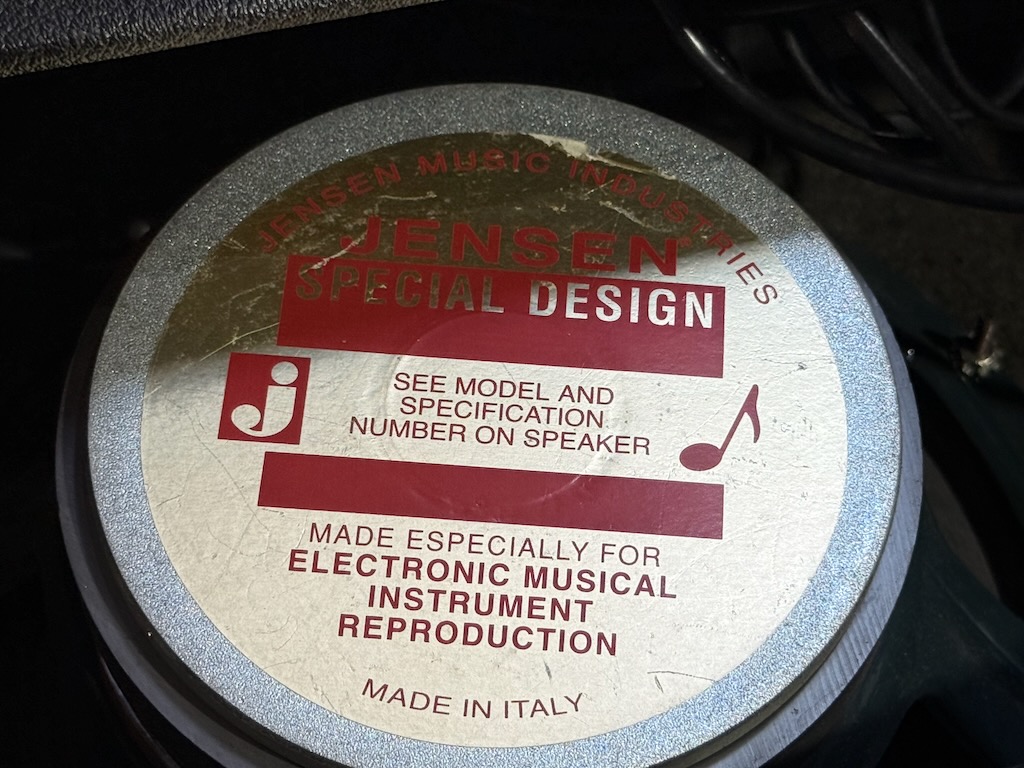 JENSEN MUSIC INDUSTRIES
JENSEN
SPECIAL DESIGN
j
SEE MODEL AND
SPECIFICATION
NUMBER ON SPEAKER
MADE ESPECIALLY FOR
ELECTRONIC MUSICAL
INSTRUMENT
REPRODUCTION
MADE IN ITALY